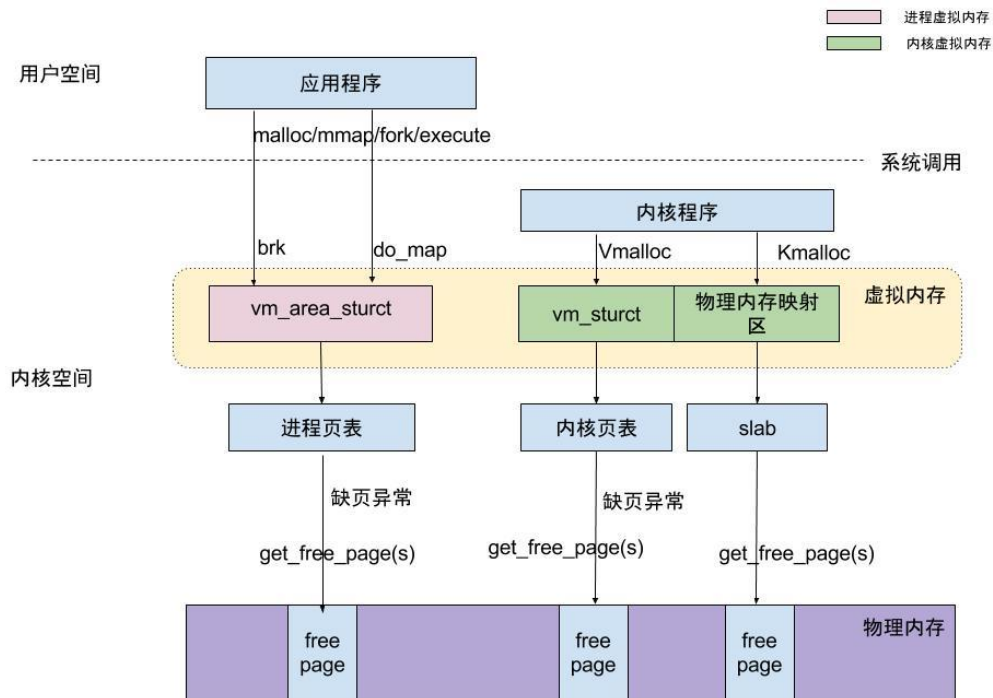 进程虚拟内存
内核虚拟内存
用户空间
应用程序
malloc/mmap/fork/execute
系统调用
内核程序
brk
do_map
Vmalloc
Kmalloc
虚拟内存
vm_area_sturct
vm_sturct
物理内存映射
区
内核空间
进程页表
内核页表
slab
缺页异常
缺页异常
get_free_page(s)
get_free_page(s)
get_free_page(s)
物理内存
free
page
free
page
free
page